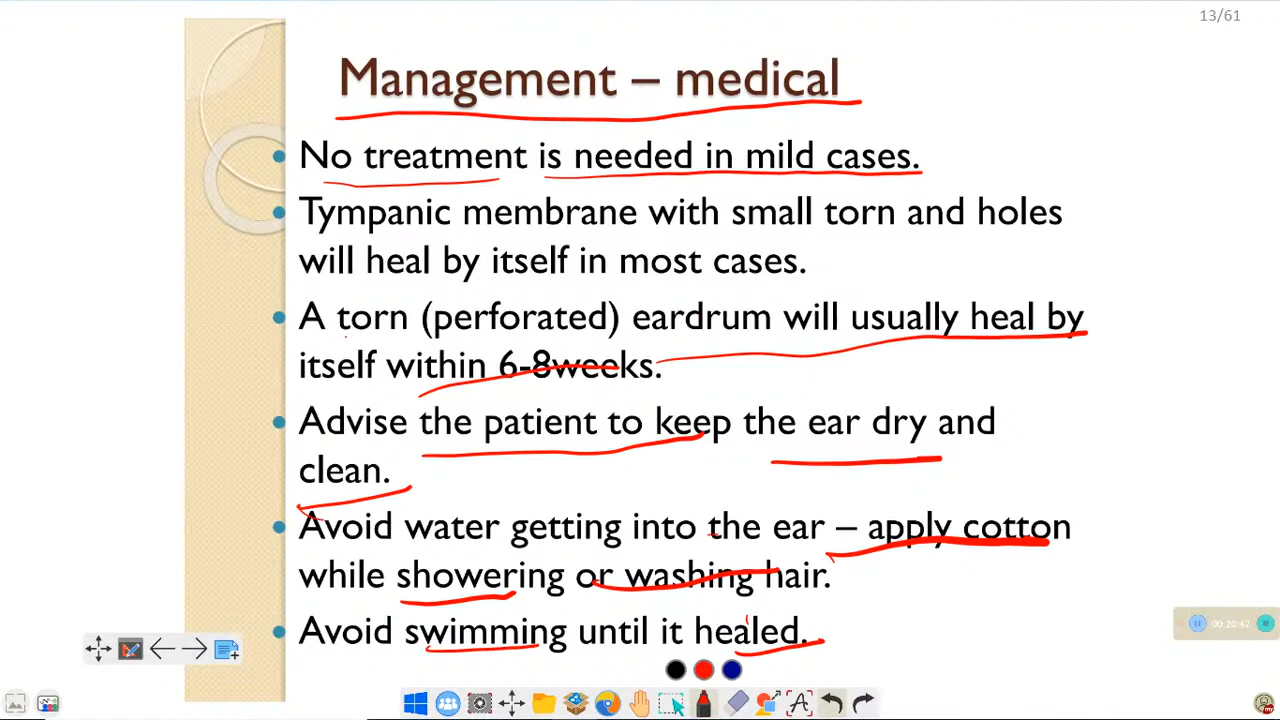 13/61
Management – medical
No treatment is needed in mild cases.
Tympanic membrane with small torn and holes
will heal by itself in most cases.
A torn (perforated) eardrum will usually heal by
itself within 6-8weeks.
Advise the patient to keep the ear dry and
clean.
Avoid water getting into the ear – apply cotton
while showering or washing hair.
Avoid swimming until it healed.
00:20:47